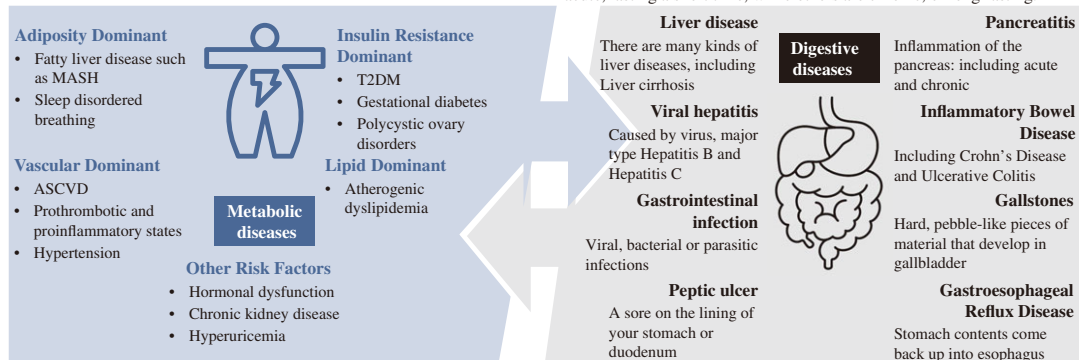 Adiposity Dominant
• Fatty liver disease such
as MASH
• Sleep disordered
breathing
Vascular Dominant
• ASCVD
• Prothrombotic and
proinflammatory states
• Hypertension
Insulin Resistance
Dominant
• T2DM
• Gestational diabetes
• Polycystic ovary
disorders
Lipid Dominant
• Atherogenic
dyslipidemia
Metabolic
diseases
Other Risk Factors
• Hormonal dysfunction
• Chronic kidney disease
• Hyperuricemia
Liver disease
There are many kinds of
liver diseases, including
Liver cirrhosis
Viral hepatitis
Caused by virus, major
type Hepatitis B and
Hepatitis C
Gastrointestinal
infection
Viral, bacterial or parasitic
infections
Peptic ulcer
A sore on the lining of
your stomach or
duodenum
Digestive
diseases
Pancreatitis
Inflammation of the
pancreas: including acute
and chronic
Inflammatory Bowel
Disease
Including Crohn's Disease
and Ulcerative Colitis
Gallstones
Hard, pebble-like pieces of
material that develop in
gallbladder
Gastroesophageal
Reflux Disease
Stomach contents come
back up into esophagus